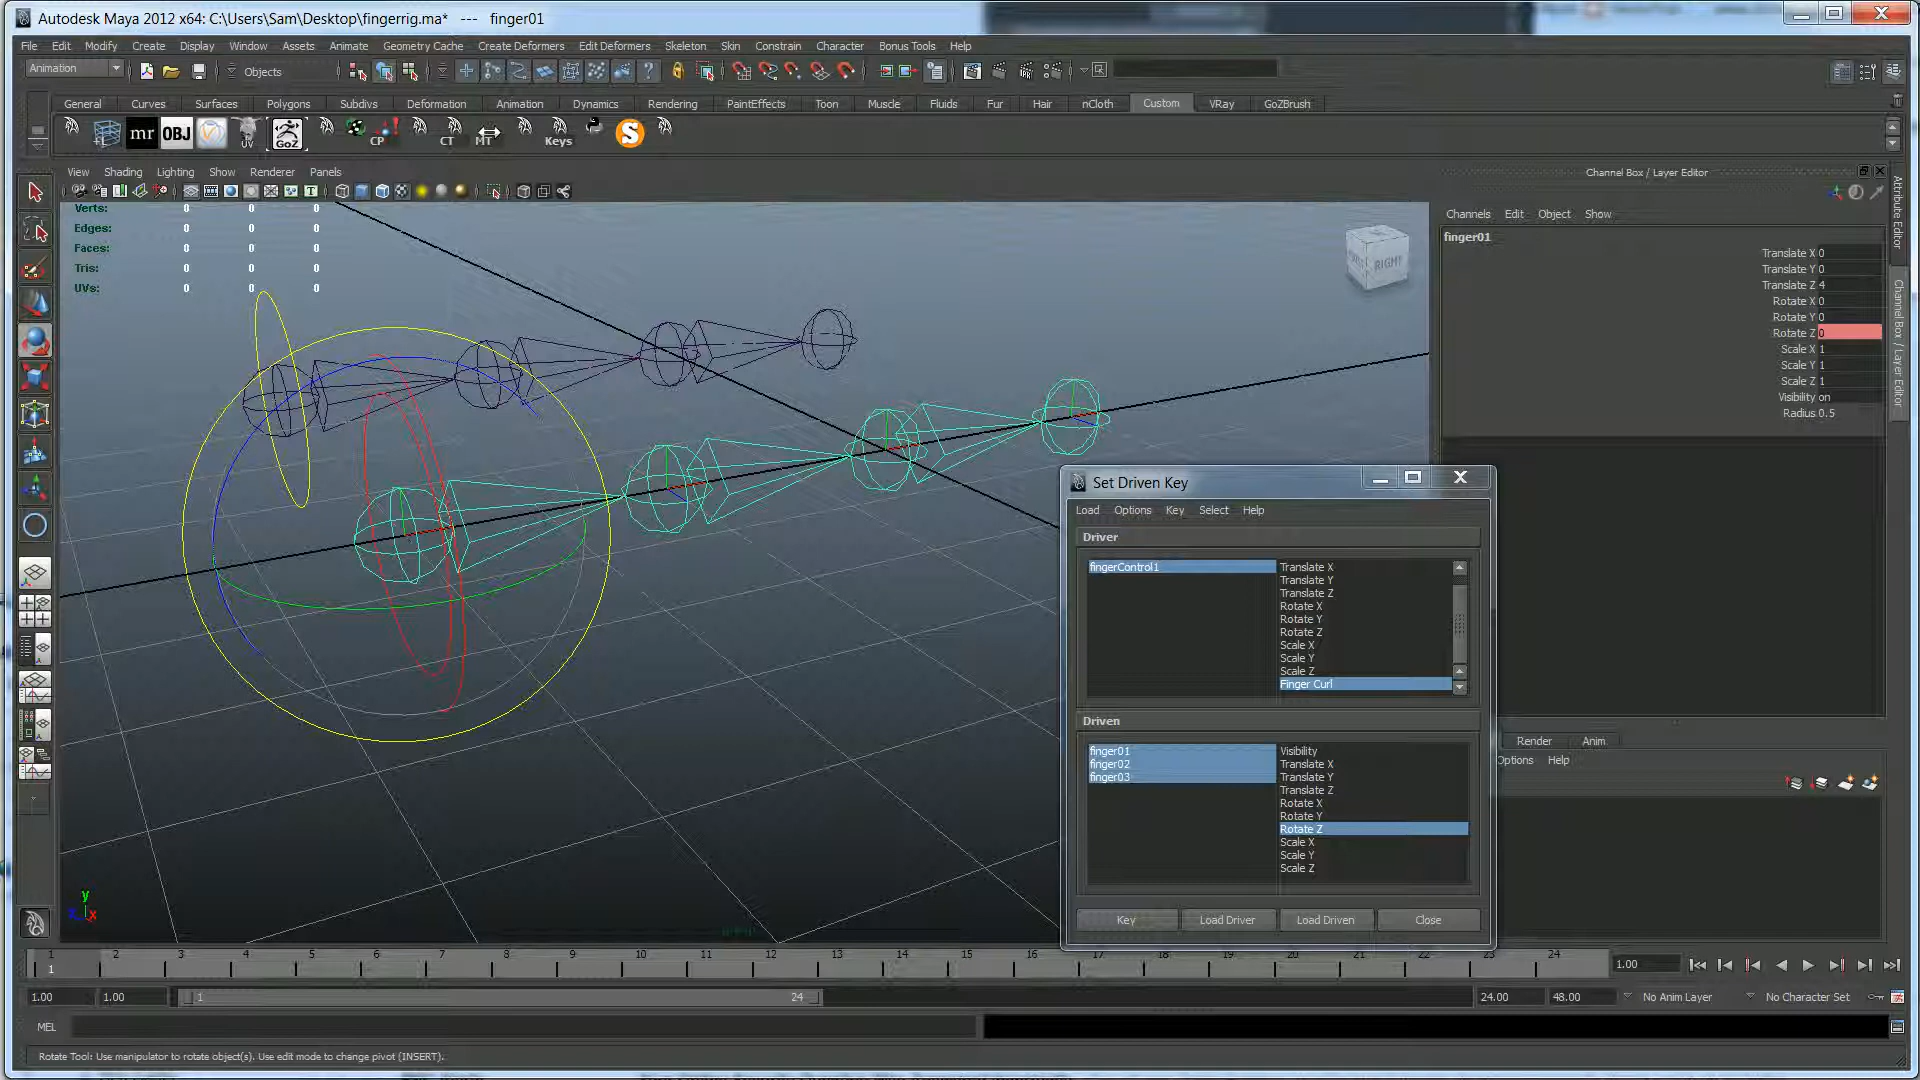 Autodesk Maya 2012 x64: C:\Users\Sam\Desktop\fingerrig.ma* --- finger01
File Edit Modify Create Display Window Assets Animate Geometry Cache Create Deformers Edit Deformers Skeleton Skin Constrain Character Bonus Tools Help
Animation Objects
General Curves Surfaces Polygons Subdivs Deformation Animation Dynamics Rendering PaintEffects Toon Muscle Fluids Fur Hair nCloth Custom VRay GoZBrush
+L mr OBJ UV GoZ CP CT MT Keys S
View Shading Lighting Show Renderer Panels
Channel Box / Layer Editor
Verts: 0 0 0
Edges: 0 0 0
Faces: 0 0 0
Tris: 0 0 0
UVs: 0 0 0
RIGHT
Channels Edit Object Show
finger01
Translate X 0
Translate Y 0
Translate Z 4
Rotate X 0
Rotate Y 0
Rotate Z 0
Scale X 1
Scale Y 1
Scale Z 1
Visibility on
Radius 0.5
Attribute Editor
Channel Box / Layer Editor
Set Driven Key
Load Options Key Select Help
Driver
fingerControl1
Translate X
Translate Y
Translate Z
Rotate X
Rotate Y
Rotate Z
Scale X
Scale Y
Scale Z
Finger Curl
Driven
finger01
finger02
finger03
Visibility
Translate X
Translate Y
Translate Z
Rotate X
Rotate Y
Rotate Z
Scale X
Scale Y
Scale Z
Key Load Driver Load Driven Close
Render Anim
Options Help
y
x
1 2 3 4 5 6 7 8 9 10 11 12 13 14 15 16 17 18 19 20 21 22 23 24
1
1.00
1.00 1.00 1 24 24.00 48.00 No Anim Layer No Character Set
MEL
Rotate Tool: Use manipulator to rotate object(s). Use edit mode to change pivot (INSERT).